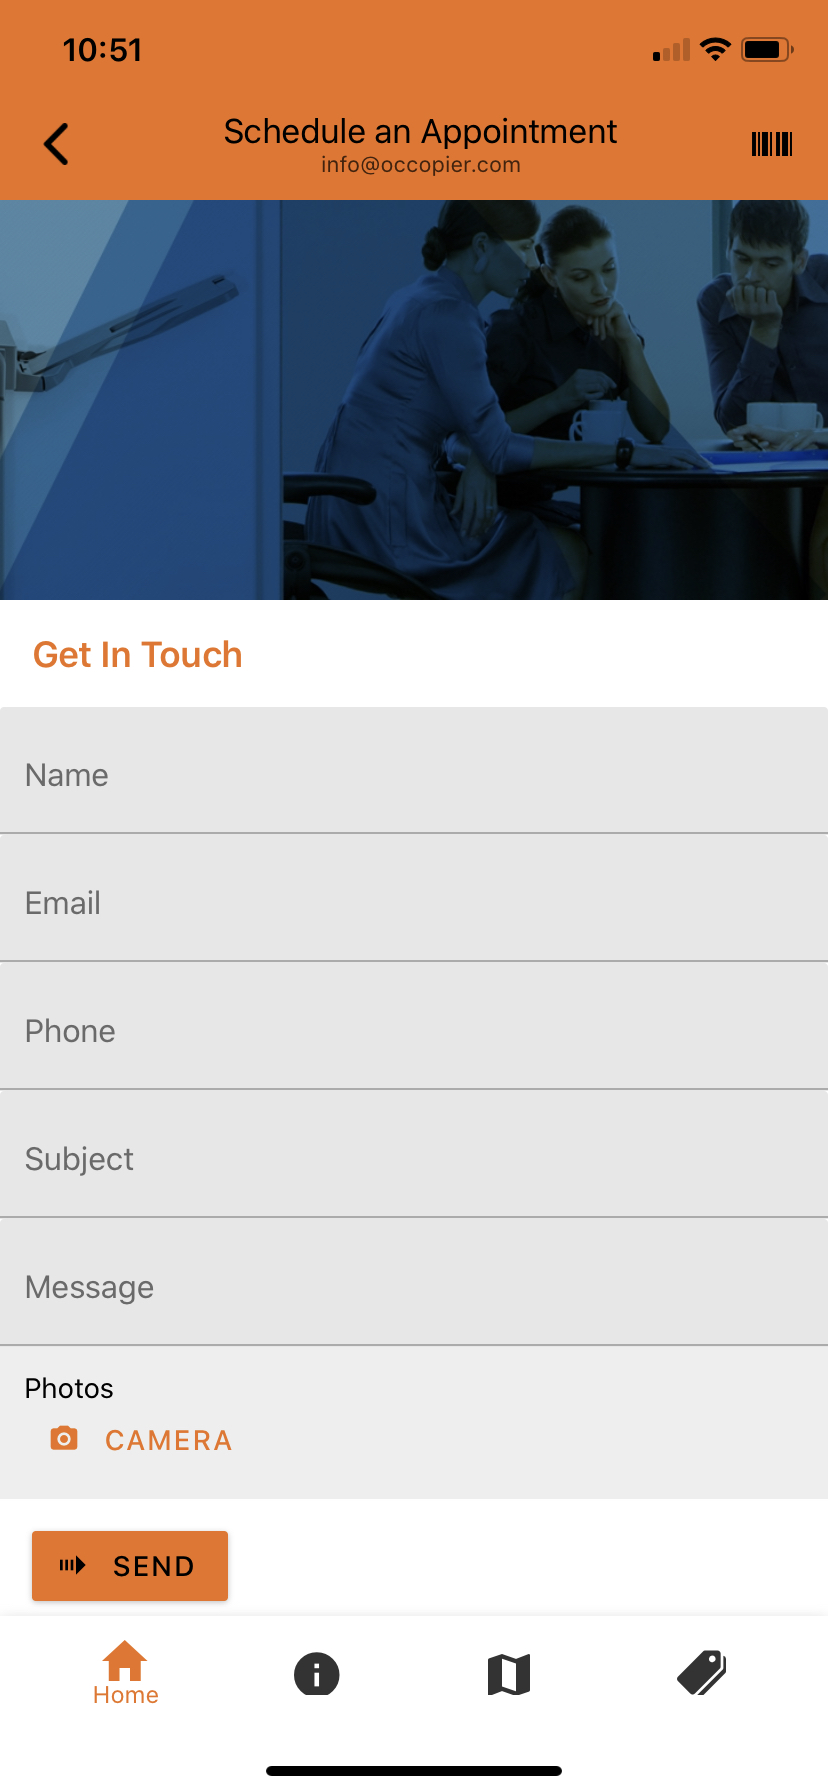 10:51
Schedule an Appointment
info@occopier.com
Get In Touch
Name
Email
Phone
Subject
Message
Photos
CAMERA
SEND
Home